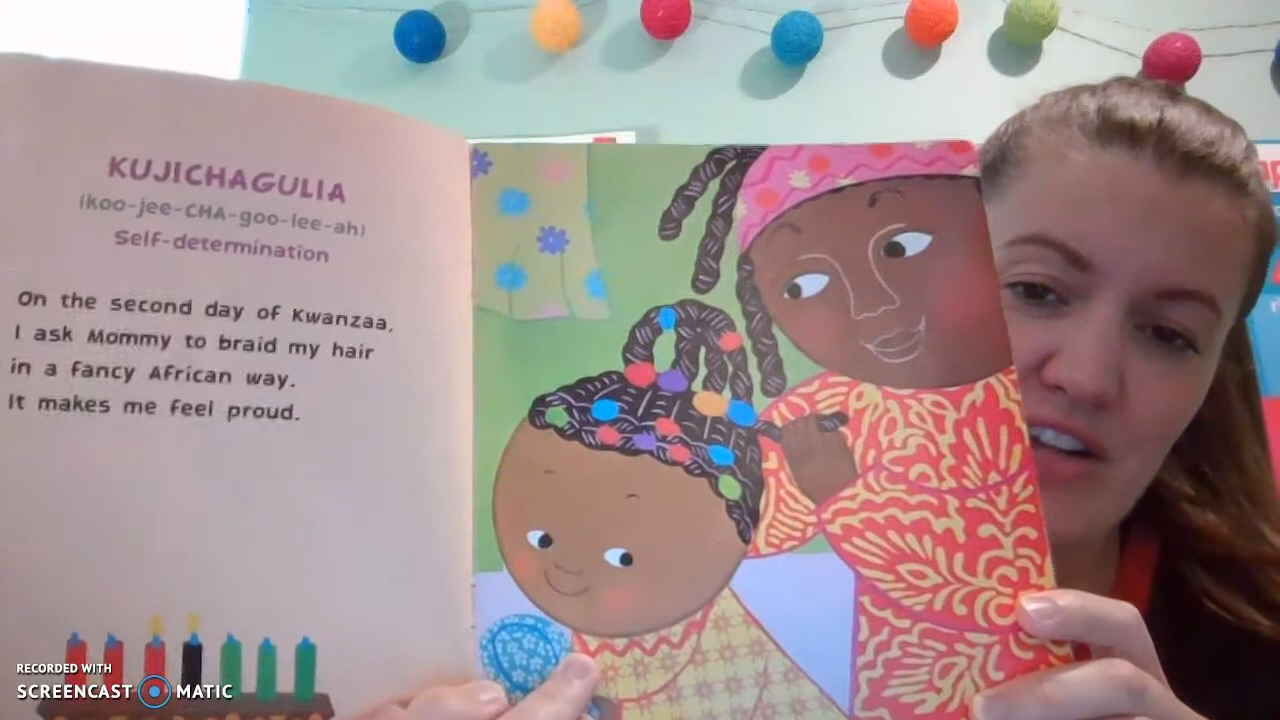 KUJICHAGULIA
(koo-jee-CHA-goo-lee-ah)
Self-determination
On the second day of Kwanzaa,
I ask Mommy to braid my hair
in a fancy African way.
It makes me feel proud.
RECORDED WITH
SCREENCAST MATIC